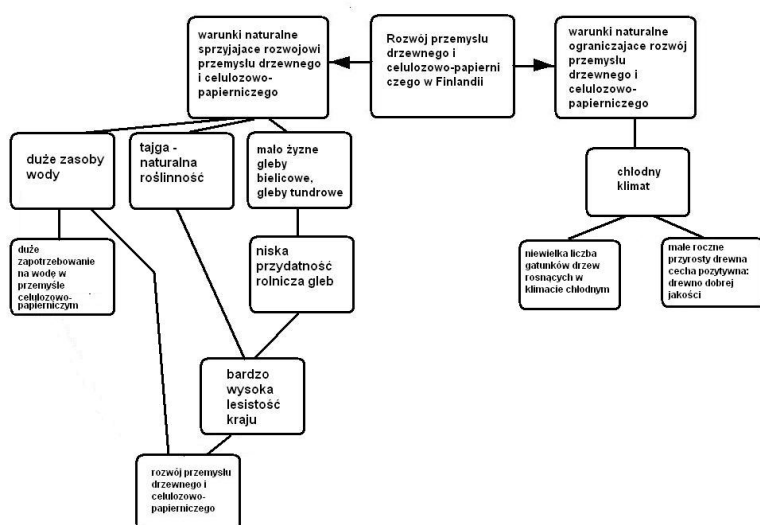 warunki naturalne
sprzyjajace rozwojowi
przemysłu drzewnego
i celulozowo-
papierniczego
Rozwój przemysłu
drzewnego i
celulozowo-papierni
czego w Finlandii
warunki naturalne
ograniczajace rozwój
przemysłu
drzewnego i
celulozowo-
papierniczego
duże zasoby
wody
tajga -
naturalna
roślinność
mało żyzne
gleby
bielicowe,
gleby tundrowe
chłodny
klimat
duże
zapotrzebowanie
na wodę w
przemyśle
celulozowo-
papierniczym
niska
przydatność
rolnicza gleb
niewielka liczba
gatunków drzew
rosnących w
klimacie chłodnym
małe roczne
przyrosty drewna
cecha pozytywna:
drewno dobrej
jakości
bardzo
wysoka
lesistość
kraju
rozwój przemysłu
drzewnego i
celulozowo-
papierniczego